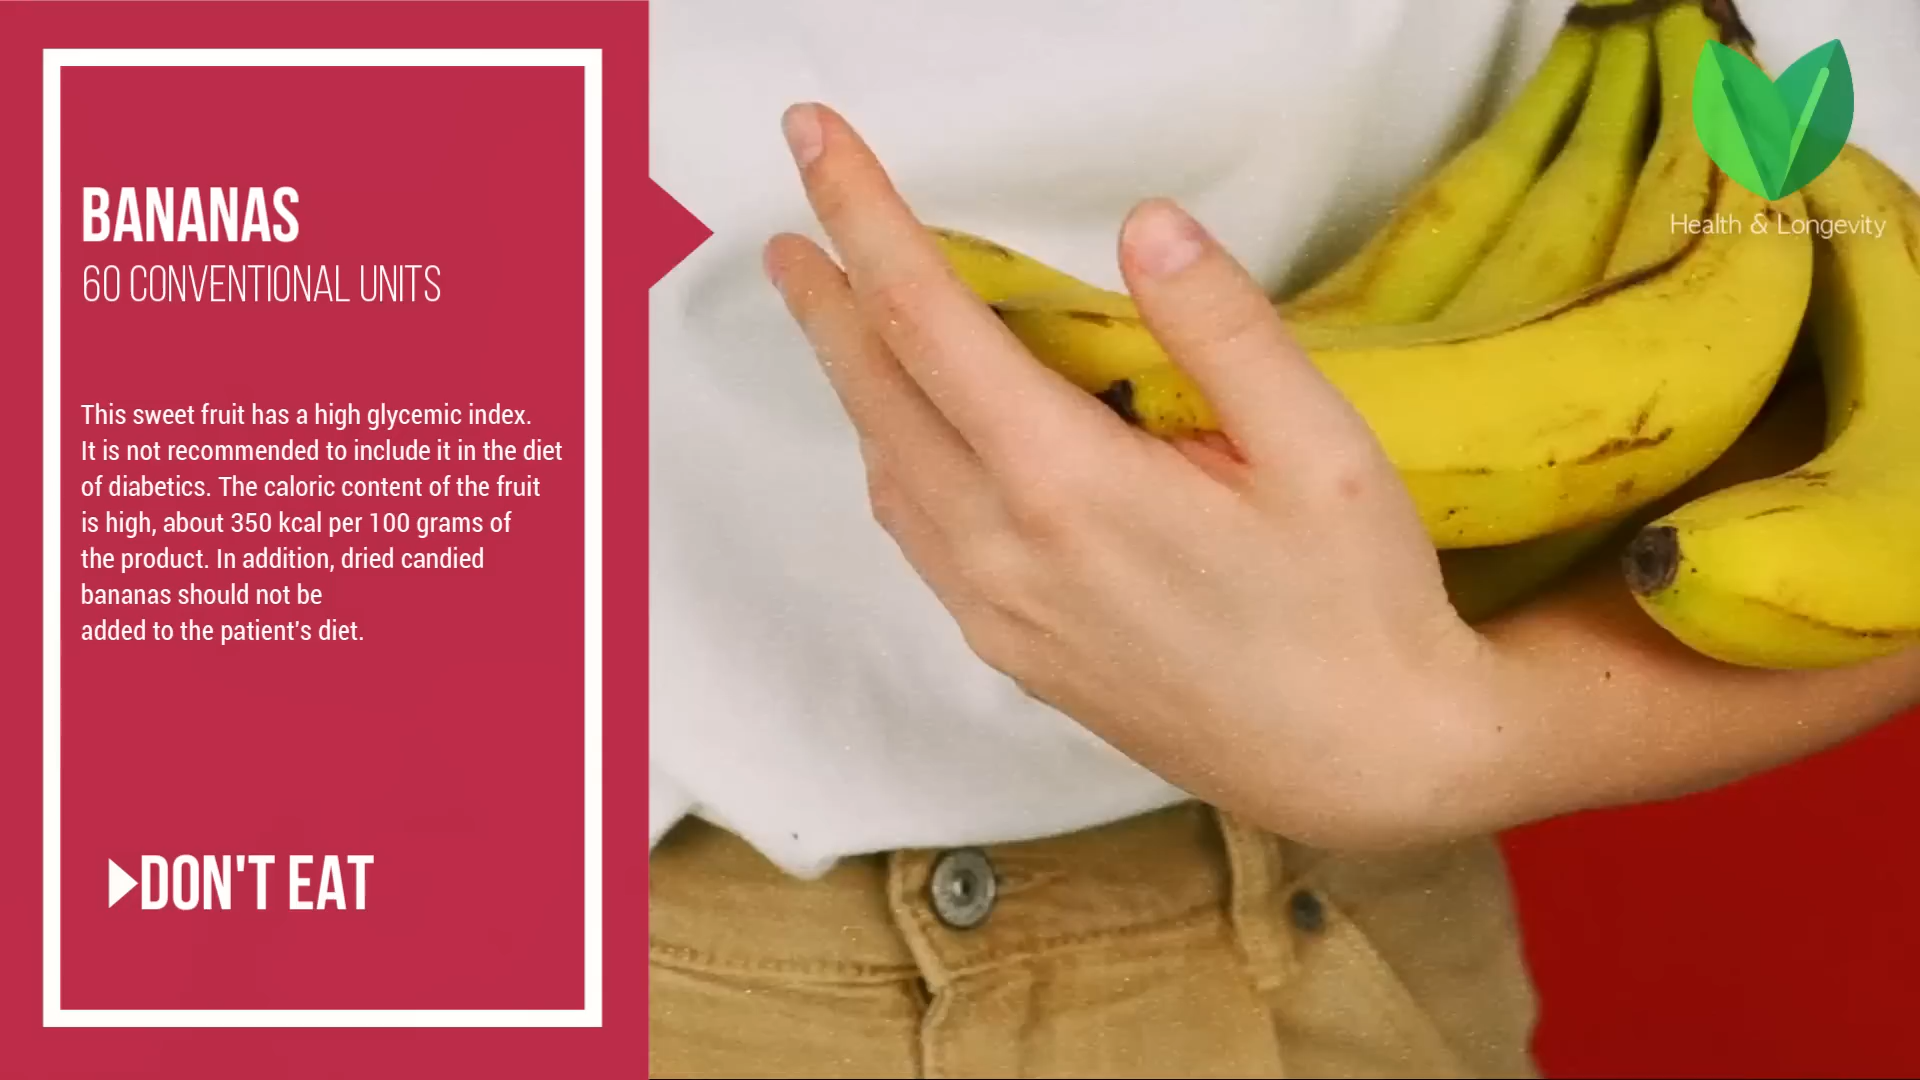 BANANAS
60 CONVENTIONAL UNITS
This sweet fruit has a high glycemic index.
It is not recommended to include it in the diet
of diabetics. The caloric content of the fruit
is high, about 350 kcal per 100 grams of
the product. In addition, dried candied
bananas should not be
added to the patient's diet.
DON'T EAT
Health & Longevity